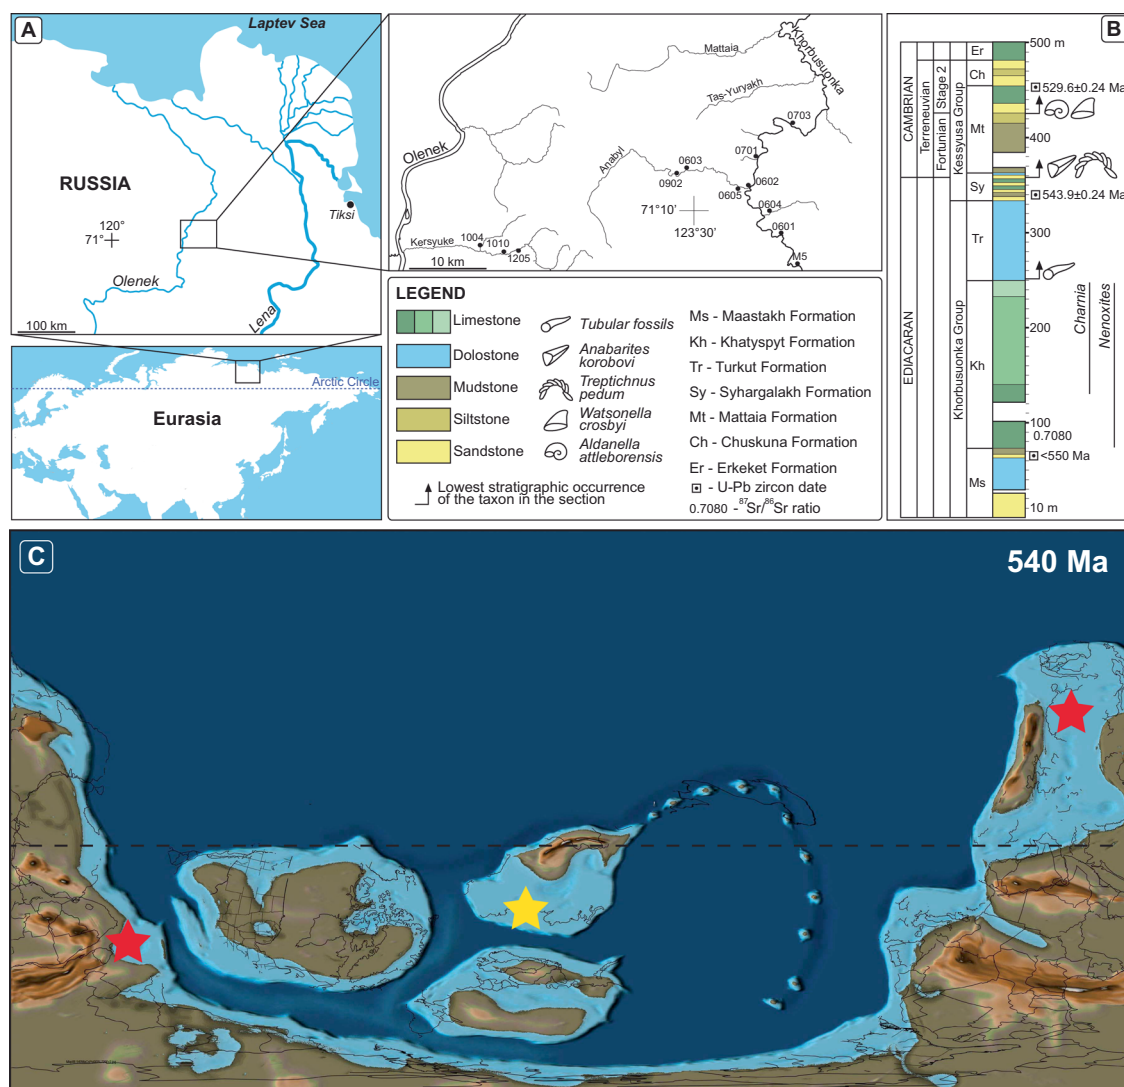 A
Laptev Sea
RUSSIA
120°
71°
Tiksi
Olenek
Lena
100 km
Arctic Circle
Eurasia
Mattaia
Khorbusuonka
Tas-Yuryakh
0703
Olenek
Anabyl
0701
0603
0902
0602
0605
71°10'
0604
123°30'
0601
Kersyuke
1004
1010
1205
M5
10 km
LEGEND
Limestone
Dolostone
Mudstone
Siltstone
Sandstone
Lowest stratigraphic occurrence
of the taxon in the section
Tubular fossils
Anabarites
korobovi
Treptichnus
pedum
Watsonella
crosbyi
Aldanella
attleborensis
Ms - Maastakh Formation
Kh - Khatyspyt Formation
Tr - Turkut Formation
Sy - Syhargalakh Formation
Mt - Mattaia Formation
Ch - Chuskuna Formation
Er - Erkeket Formation
- U-Pb zircon date
0.7080 - ⁸⁷Sr/⁸⁶Sr ratio
B
CAMBRIAN
EDIACARAN
Terreneuvian
Fortunian
Stage 2
Kessyusa Group
Khorbusuonka Group
Er
Ch
Mt
Sy
Tr
Kh
Ms
500 m
529.6±0.24 Ma
400
543.9±0.24 Ma
300
200
100
0.7080
<550 Ma
10 m
Charnia
Nenoxites
C
540 Ma